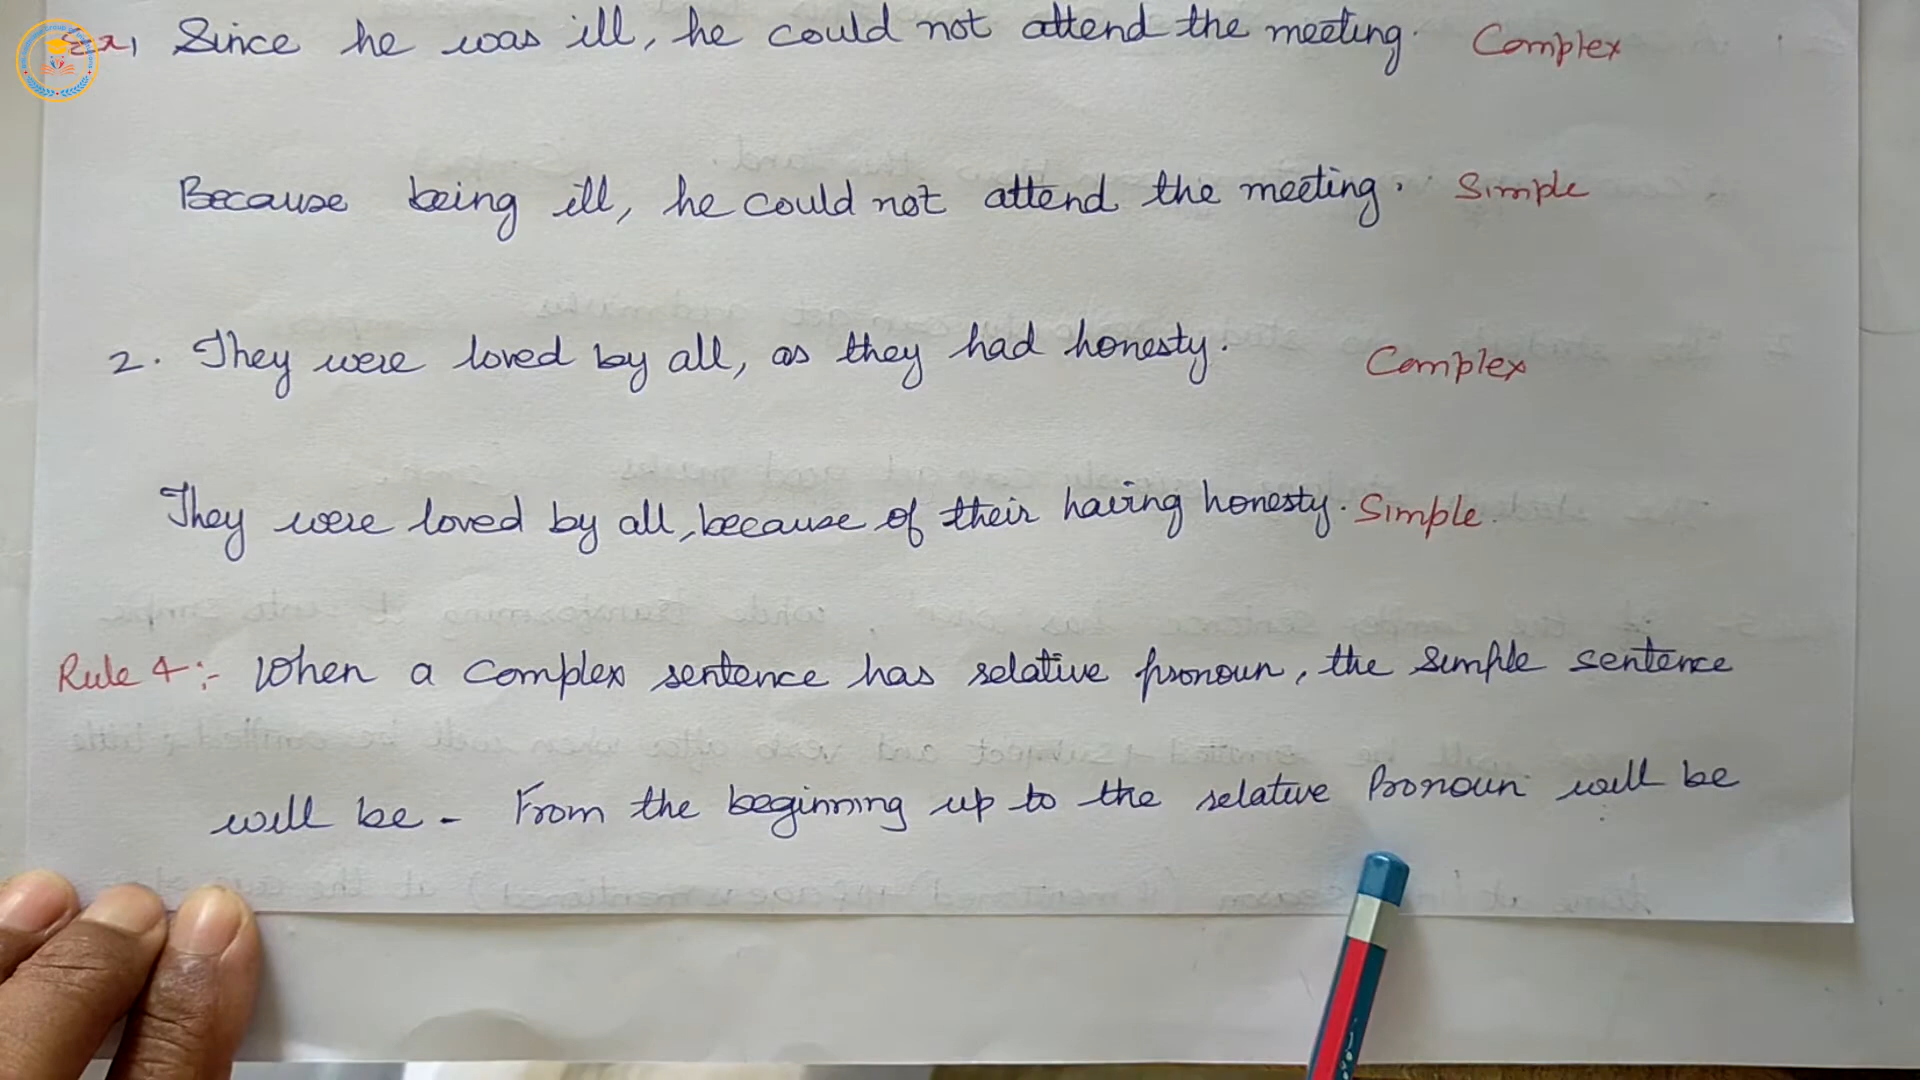 Ex, Since he was ill, he could not attend the meeting. Complex
Because being ill, he could not attend the meeting. Simple
2. They were loved by all, as they had honesty. Complex
They were loved by all, because of their having honesty. Simple.
Rule 4:- When a complex sentence has relative pronoun, the simple sentence
will be - From the beginning up to the relative Pronoun will be